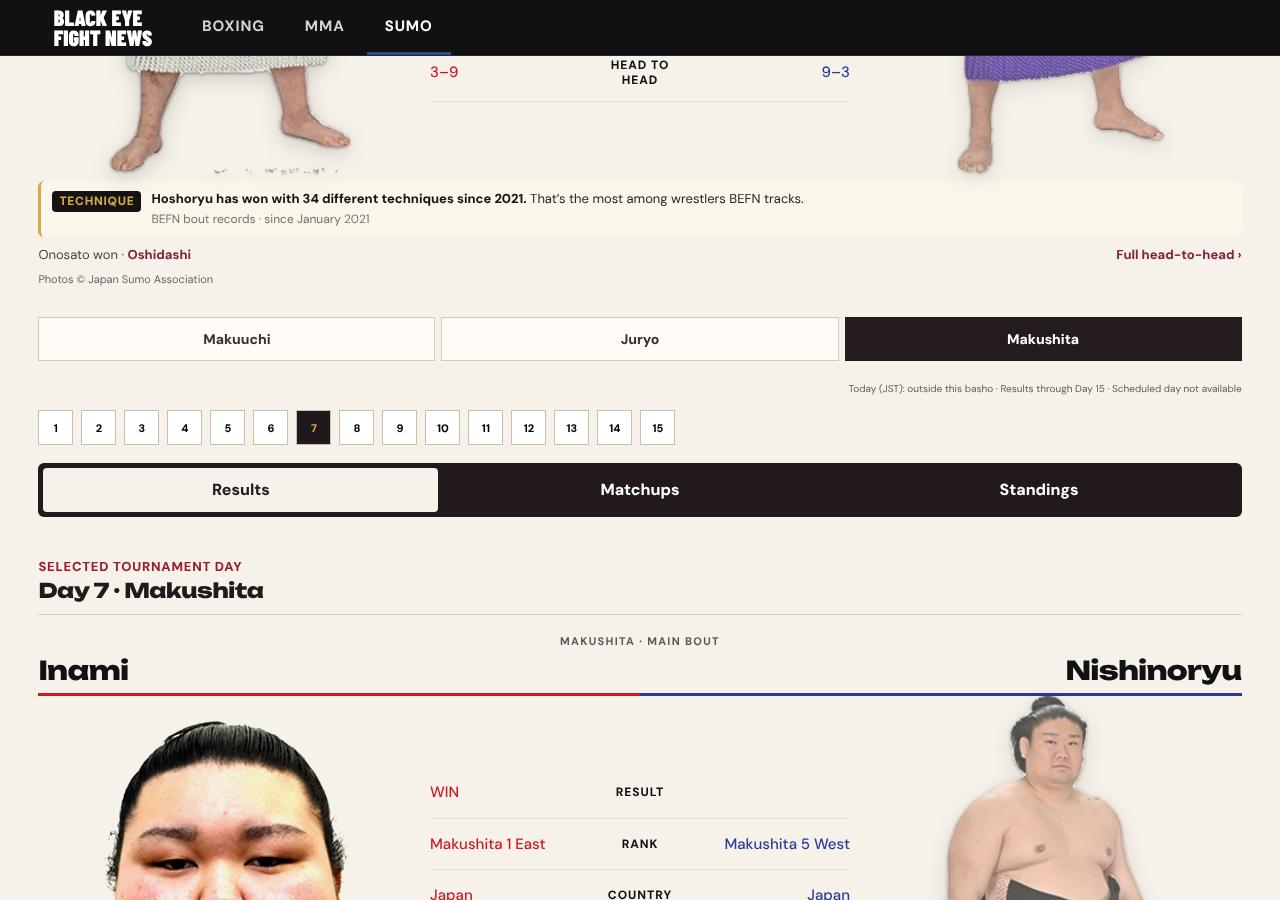 BLACK EYE
FIGHT NEWS
BOXING MMA SUMO
3–9 HEAD TO HEAD 9–3
TECHNIQUE Hoshoryu has won with 34 different techniques since 2021. That's the most among wrestlers BEFN tracks.
BEFN bout records · since January 2021
Onosato won · Oshidashi Full head-to-head ›
Photos © Japan Sumo Association
Makuuchi Juryo Makushita
Today (JST): outside this basho · Results through Day 15 · Scheduled day not available
1 2 3 4 5 6 7 8 9 10 11 12 13 14 15
Results Matchups Standings
SELECTED TOURNAMENT DAY
Day 7 · Makushita
MAKUSHITA · MAIN BOUT
Inami Nishinoryu
WIN RESULT
Makushita 1 East RANK Makushita 5 West
Japan COUNTRY Japan